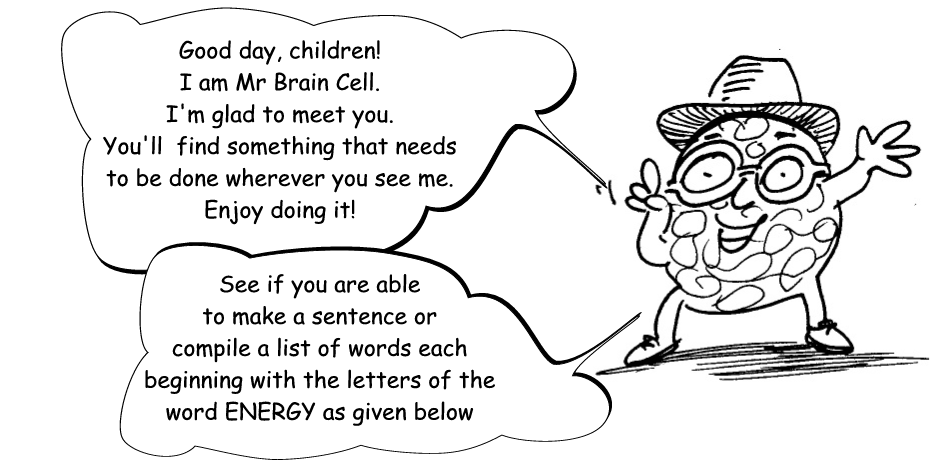 Good day, children!
I am Mr Brain Cell.
I'm glad to meet you.
You'll find something that needs
to be done wherever you see me.
Enjoy doing it!
See if you are able
to make a sentence or
compile a list of words each
beginning with the letters of the
word ENERGY as given below